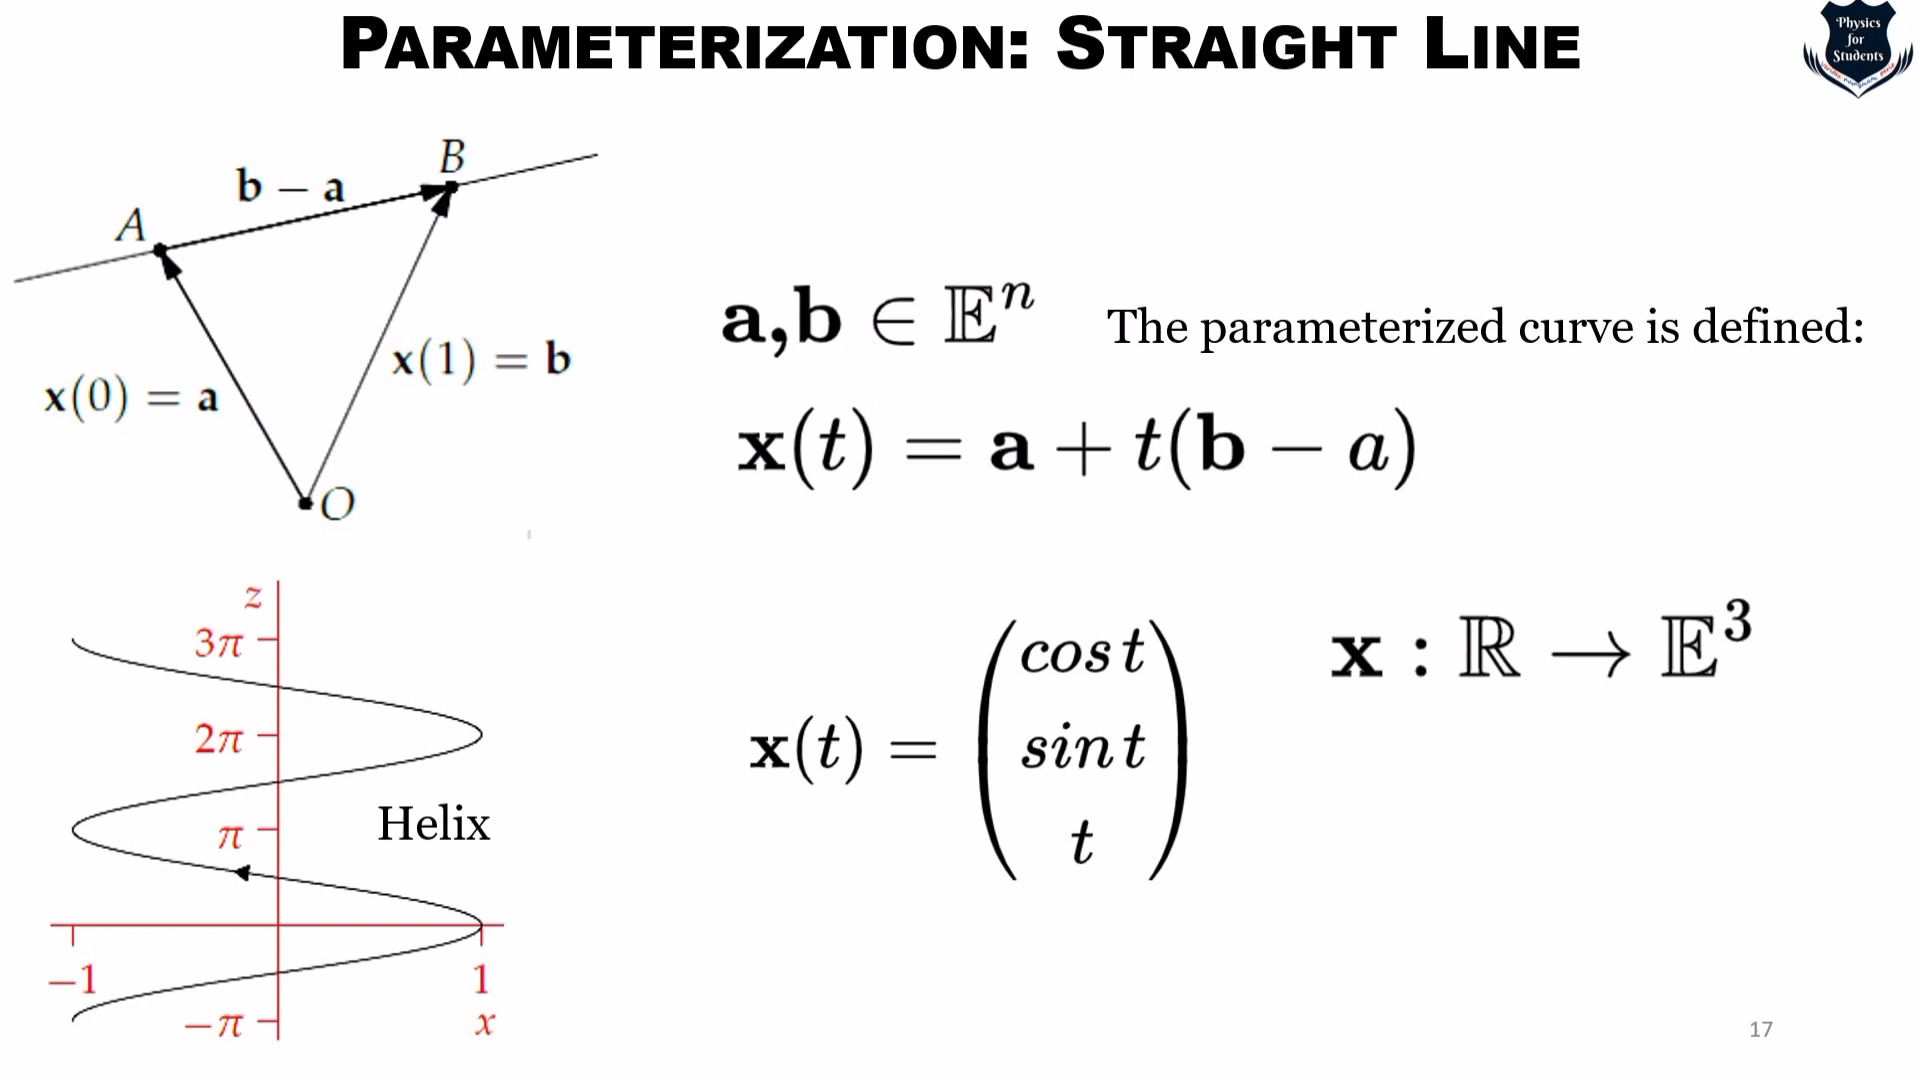 PARAMETERIZATION: STRAIGHT LINE
Physics
for
Students
B
b − a
A
x(1) = b
x(0) = a
O
a,b ∈ 𝔼ⁿ
The parameterized curve is defined:
x(t) = a + t(b − a)
z
3π
2π
π
Helix
−1
1
−π
x
x(t) = (cos t
sin t
t)
x : ℝ → 𝔼³
17